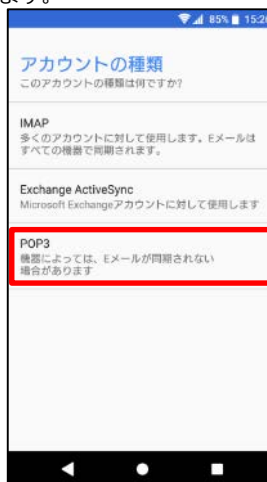 ます。
85% 15:26
アカウントの種類
このアカウントの種類は何ですか?
IMAP
多くのアカウントに対して使用します。Eメールは
すべての機器で同期されます。
Exchange ActiveSync
Microsoft Exchangeアカウントに対して使用します
POP3
機器によっては、Eメールが同期されない
場合があります